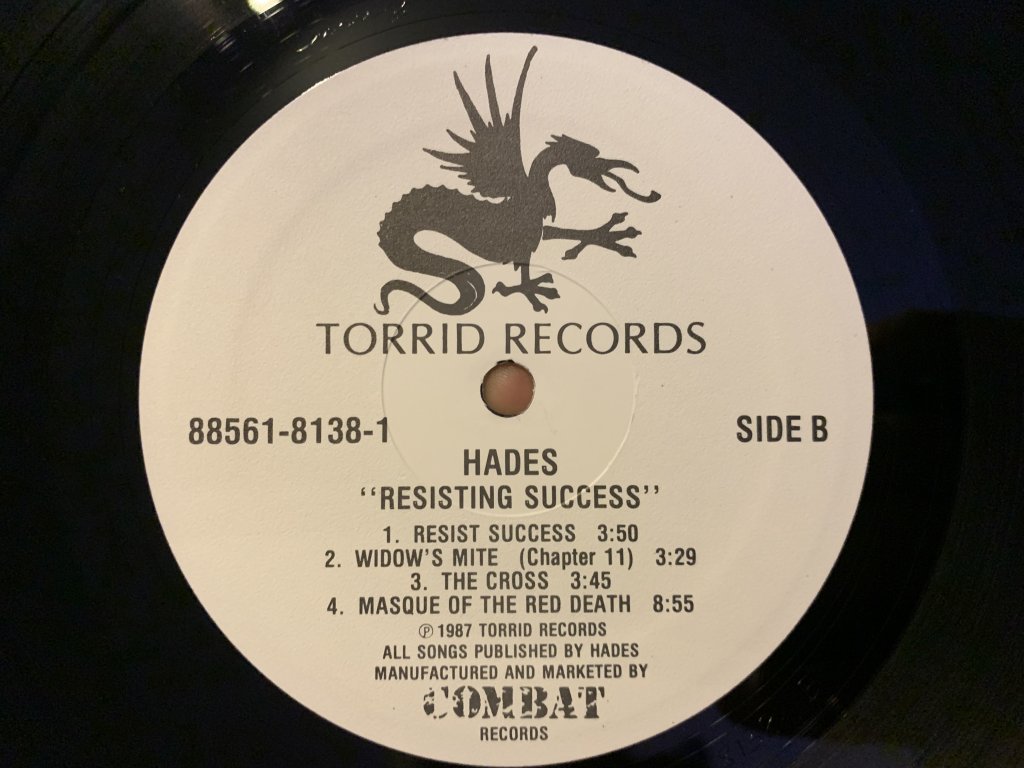 TORRID RECORDS
88561-8138-1
SIDE B
HADES
"RESISTING SUCCESS"
1. RESIST SUCCESS 3:50
2. WIDOW'S MITE (Chapter 11) 3:29
3. THE CROSS 3:45
4. MASQUE OF THE RED DEATH 8:55
℗ 1987 TORRID RECORDS
ALL SONGS PUBLISHED BY HADES
MANUFACTURED AND MARKETED BY
COMBAT
RECORDS